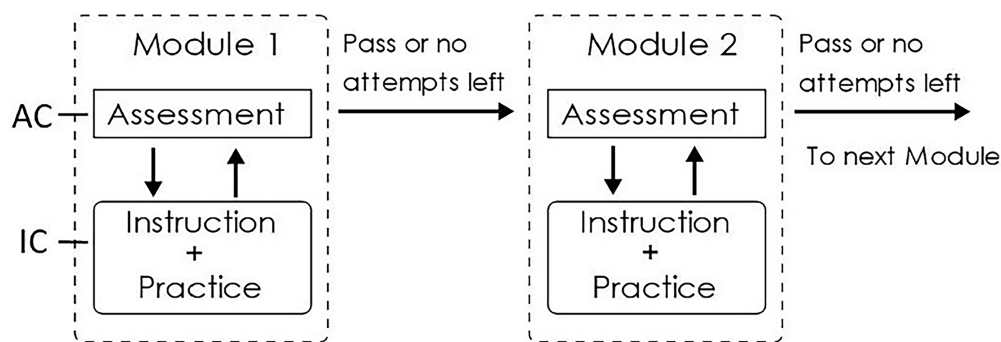 Module 1
AC
Assessment
IC
Instruction
+
Practice
Pass or no
attempts left
Module 2
Assessment
Instruction
+
Practice
Pass or no
attempts left
To next Module